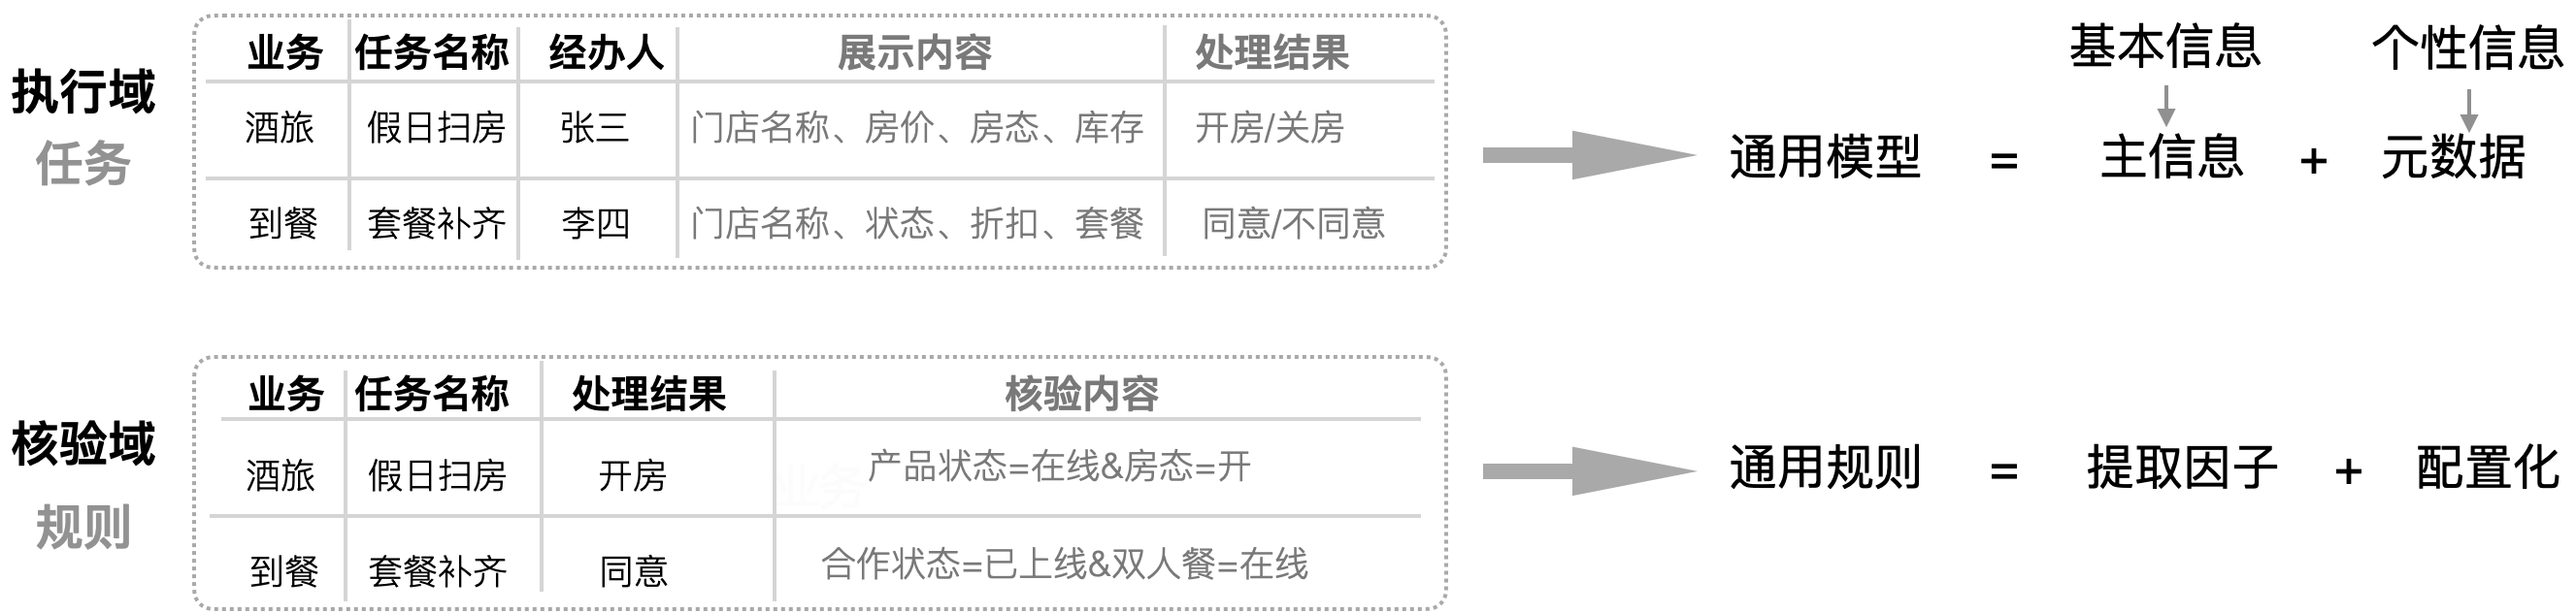 执行域
任务
业务 任务名称 经办人 展示内容 处理结果
酒旅 假日扫房 张三 门店名称、房价、房态、库存 开房/关房
到餐 套餐补齐 李四 门店名称、状态、折扣、套餐 同意/不同意
基本信息 个性信息
通用模型 = 主信息 + 元数据
核验域
规则
业务 任务名称 处理结果 核验内容
酒旅 假日扫房 开房 产品状态=在线&房态=开
到餐 套餐补齐 同意 合作状态=已上线&双人餐=在线
通用规则 = 提取因子 + 配置化